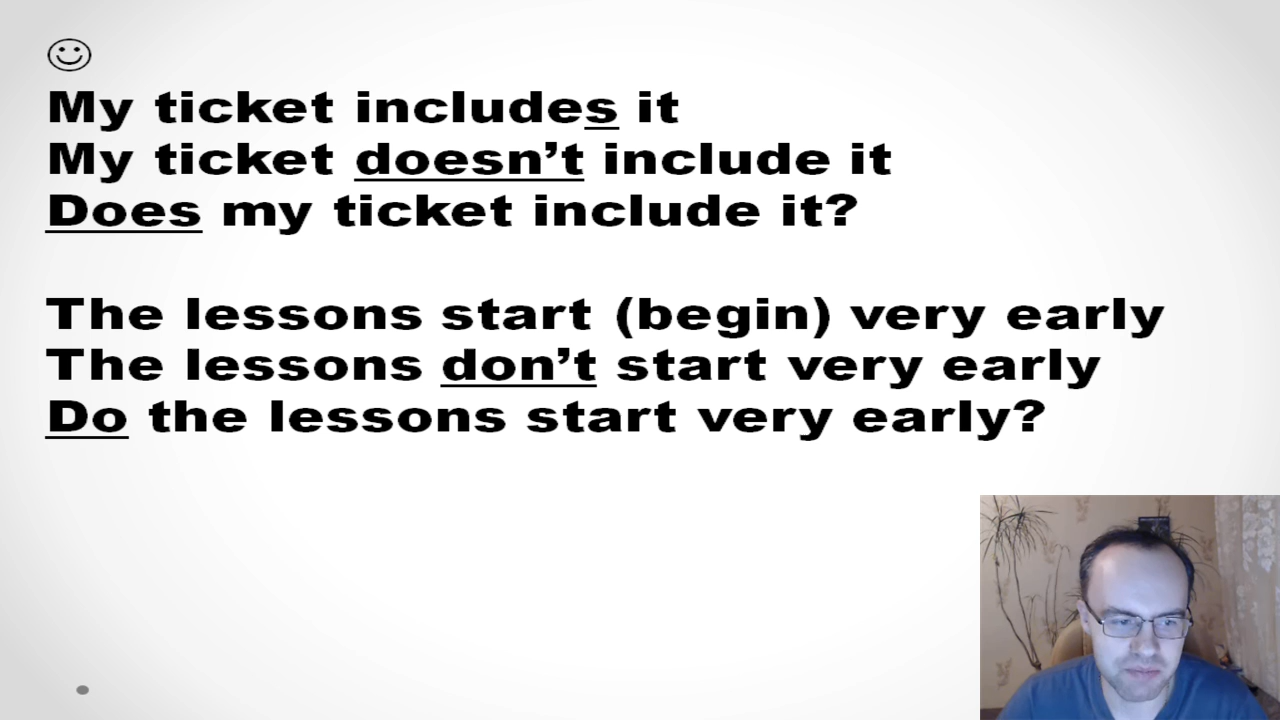 My ticket includes it
My ticket doesn’t include it
Does my ticket include it?
The lessons start (begin) very early
The lessons don’t start very early
Do the lessons start very early?